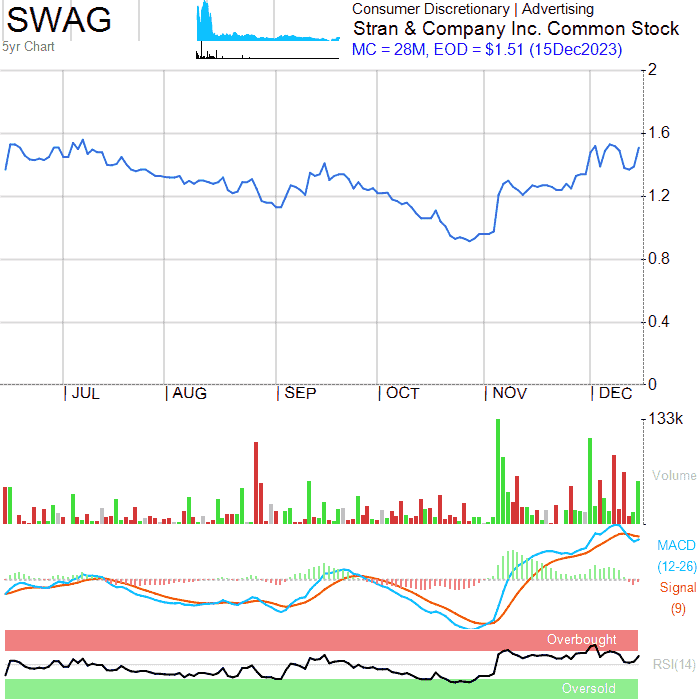 SWAG
5yr Chart
Consumer Discretionary | Advertising
Stran & Company Inc. Common Stock
MC = 28M, EOD = $1.51 (15Dec2023)
2
1.6
1.2
0.8
0.4
0
| JUL | AUG | SEP | OCT | NOV | DEC
133k
Volume
MACD
(12-26)
Signal
(9)
Overbought
RSI(14)
Oversold